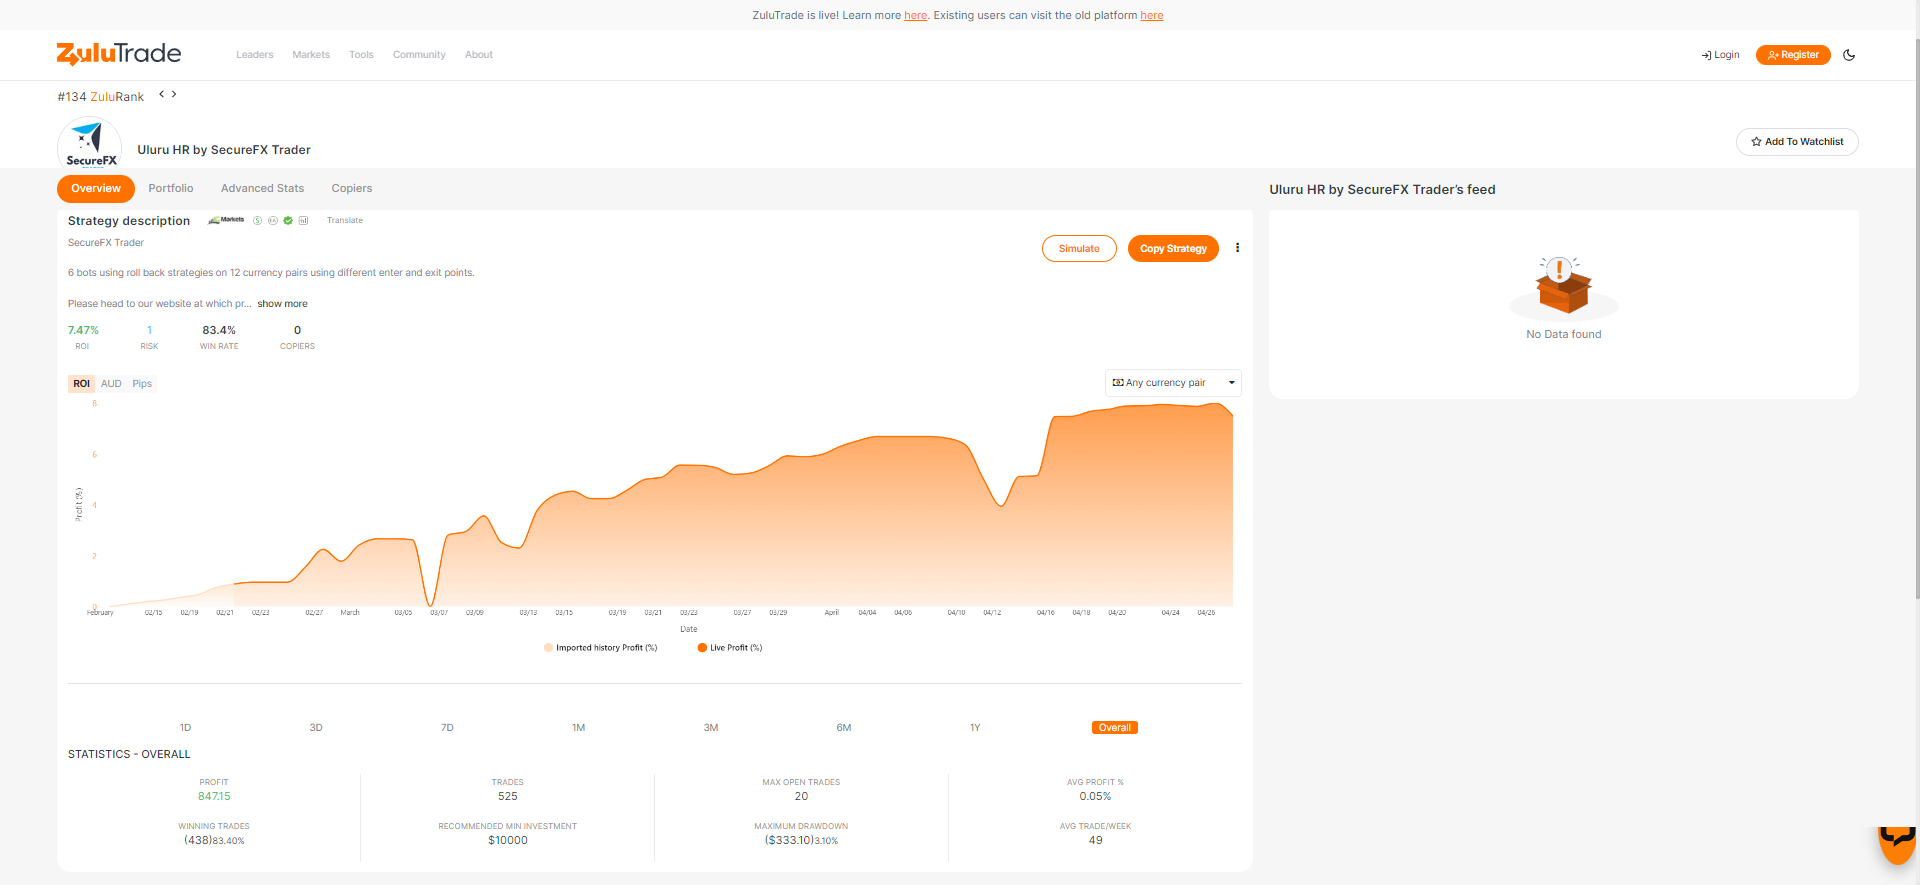 ZuluTrade is live! Learn more here. Existing users can visit the old platform here
ZuluTrade
Leaders Markets Tools Community About
Login Register
#134 ZuluRank
SecureFX
Uluru HR by SecureFX Trader
Add To Watchlist
Overview Portfolio Advanced Stats Copiers
Uluru HR by SecureFX Trader's feed
Strategy description Markets Translate
SecureFX Trader
Simulate Copy Strategy
6 bots using roll back strategies on 12 currency pairs using different enter and exit points.
Please head to our website at which pr... show more
7.47% 1 83.4% 0
ROI RISK WIN RATE COPIERS
No Data found
ROI AUD Pips
Any currency pair
8
6
4
2
0
Profit (%)
February 02/15 02/19 02/21 02/23 02/27 March 03/05 03/07 03/09 03/13 03/15 03/19 03/21 03/23 03/27 03/29 April 04/04 04/06 04/10 04/12 04/16 04/18 04/20 04/24 04/26
Date
Imported history Profit (%) Live Profit (%)
1D 3D 7D 1M 3M 6M 1Y Overall
STATISTICS - OVERALL
PROFIT TRADES MAX OPEN TRADES AVG PROFIT %
847.15 525 20 0.05%
WINNING TRADES RECOMMENDED MIN INVESTMENT MAXIMUM DRAWDOWN AVG TRADE/WEEK
(438)83.40% $10000 ($333.10)3.10% 49